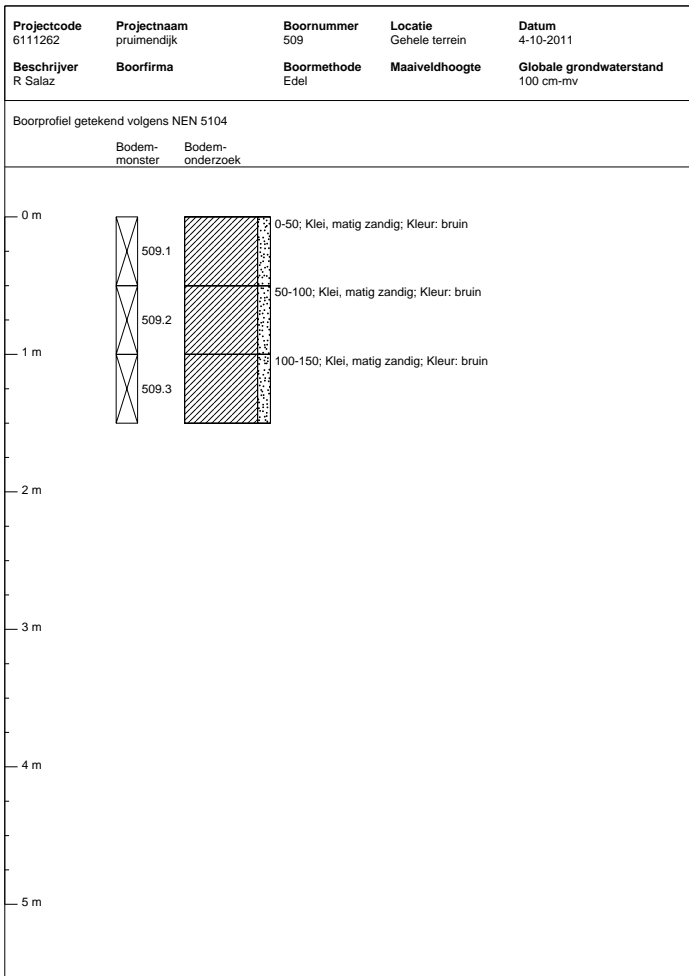 Projectcode Projectnaam Boornummer Locatie Datum
6111262 pruimendijk 509 Gehele terrein 4-10-2011
Beschrijver Boorfirma Boormethode Maaiveldhoogte Globale grondwaterstand
R Salaz Edel 100 cm-mv
Boorprofiel getekend volgens NEN 5104
Bodem- Bodem-
monster onderzoek
0 m
0-50; Klei, matig zandig; Kleur: bruin
509.1
50-100; Klei, matig zandig; Kleur: bruin
509.2
1 m
100-150; Klei, matig zandig; Kleur: bruin
509.3
2 m
3 m
4 m
5 m